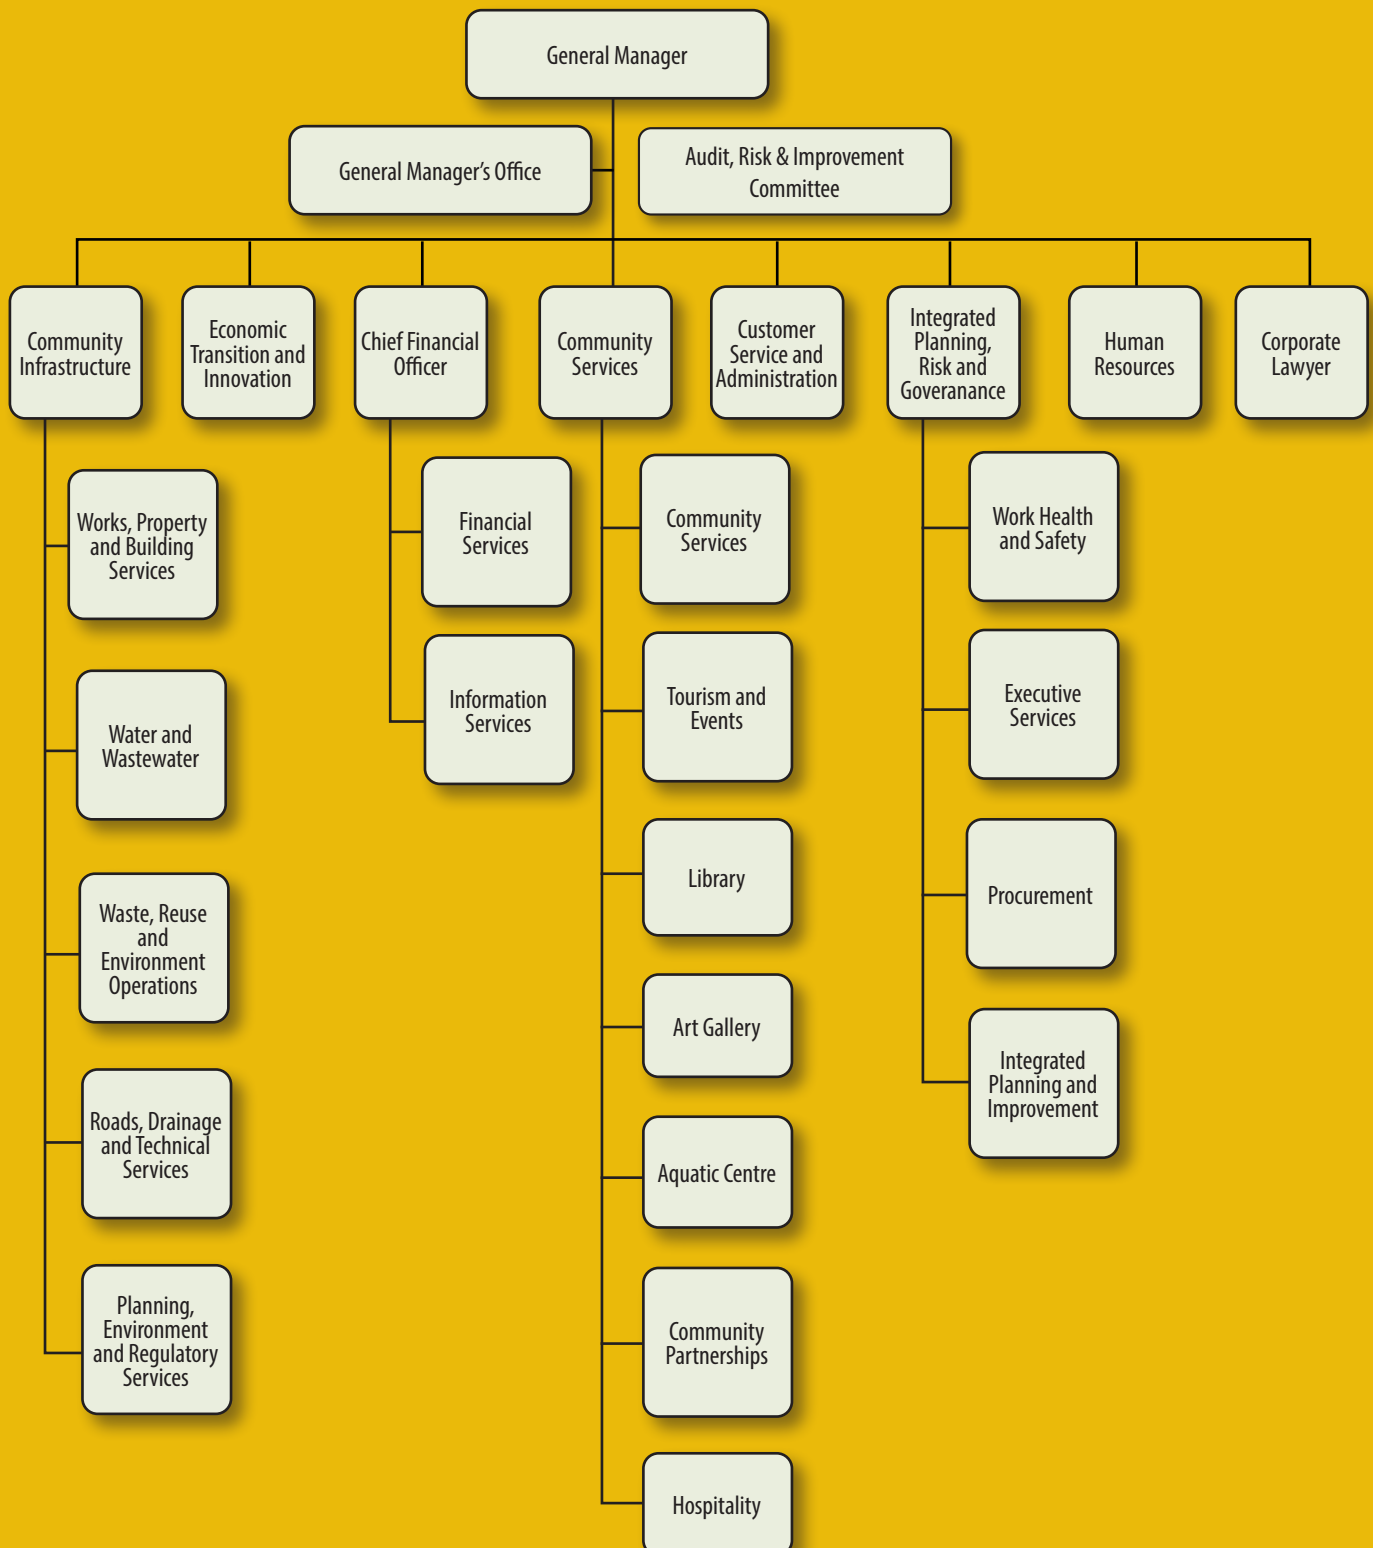 General Manager
General Manager’s Office
Audit, Risk & Improvement
Committee
Community
Infrastructure
Economic
Transition and
Innovation
Chief Financial
Officer
Community
Services
Customer
Service and
Administration
Integrated
Planning,
Risk and
Goveranance
Human
Resources
Corporate
Lawyer
Works, Property
and Building
Services
Water and
Wastewater
Waste, Reuse
and
Environment
Operations
Roads, Drainage
and Technical
Services
Planning,
Environment
and Regulatory
Services
Financial
Services
Information
Services
Community
Services
Tourism and
Events
Library
Art Gallery
Aquatic Centre
Community
Partnerships
Hospitality
Work Health
and Safety
Executive
Services
Procurement
Integrated
Planning and
Improvement